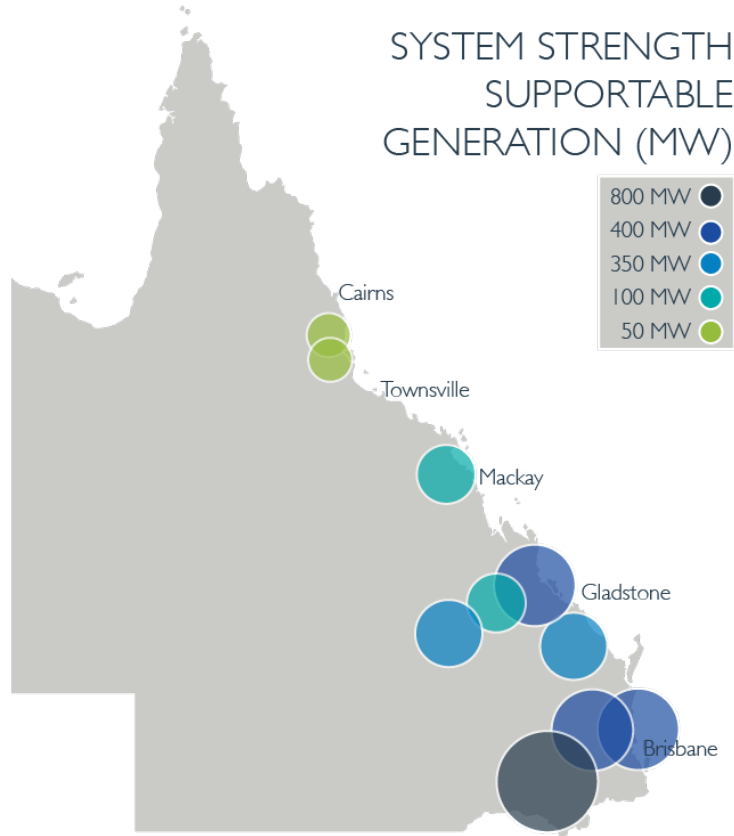 SYSTEM STRENGTH
SUPPORTABLE
GENERATION (MW)
800 MW
400 MW
350 MW
100 MW
50 MW
Cairns
Townsville
Mackay
Gladstone
Brisbane